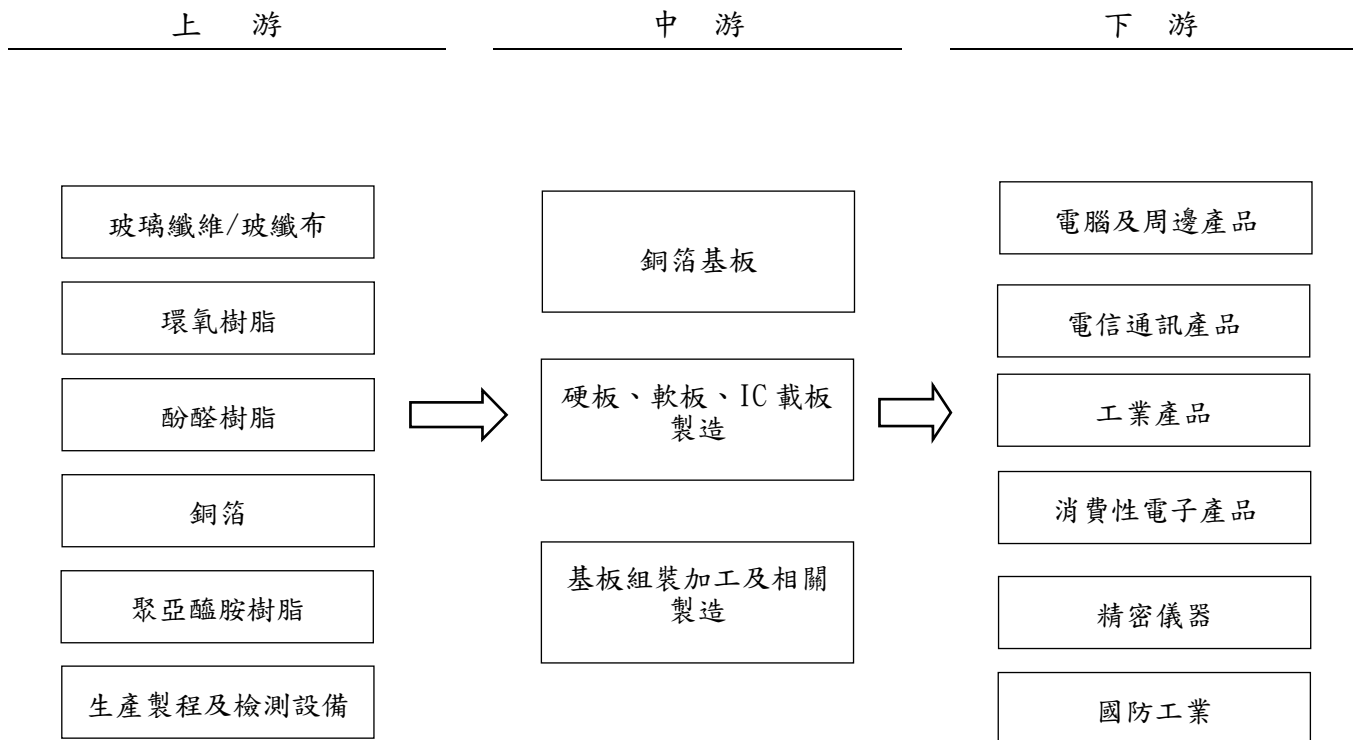 上 游
中 游
下 游
玻璃纖維/玻纖布
環氧樹脂
酚醛樹脂
銅箔
聚亞醯胺樹脂
生產製程及檢測設備
銅箔基板
硬板、軟板、IC 載板
製造
基板組裝加工及相關
製造
電腦及周邊產品
電信通訊產品
工業產品
消費性電子產品
精密儀器
國防工業